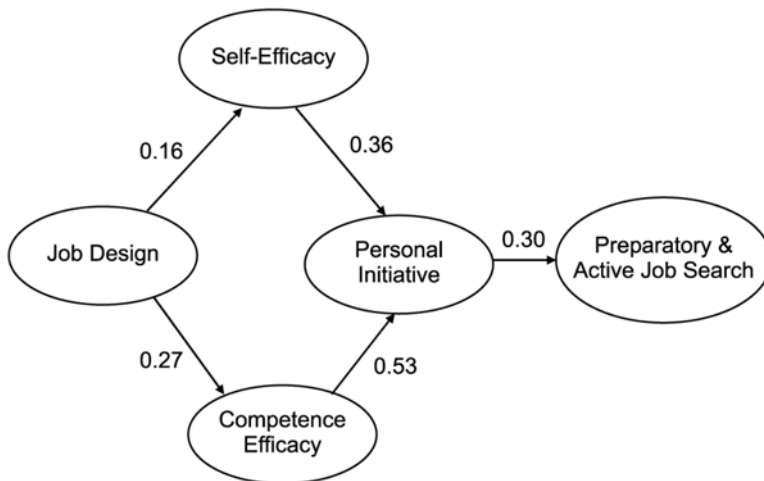 Self-Efficacy
0.16
0.36
Job Design
Personal
Initiative
0.30
Preparatory &
Active Job Search
0.27
0.53
Competence
Efficacy